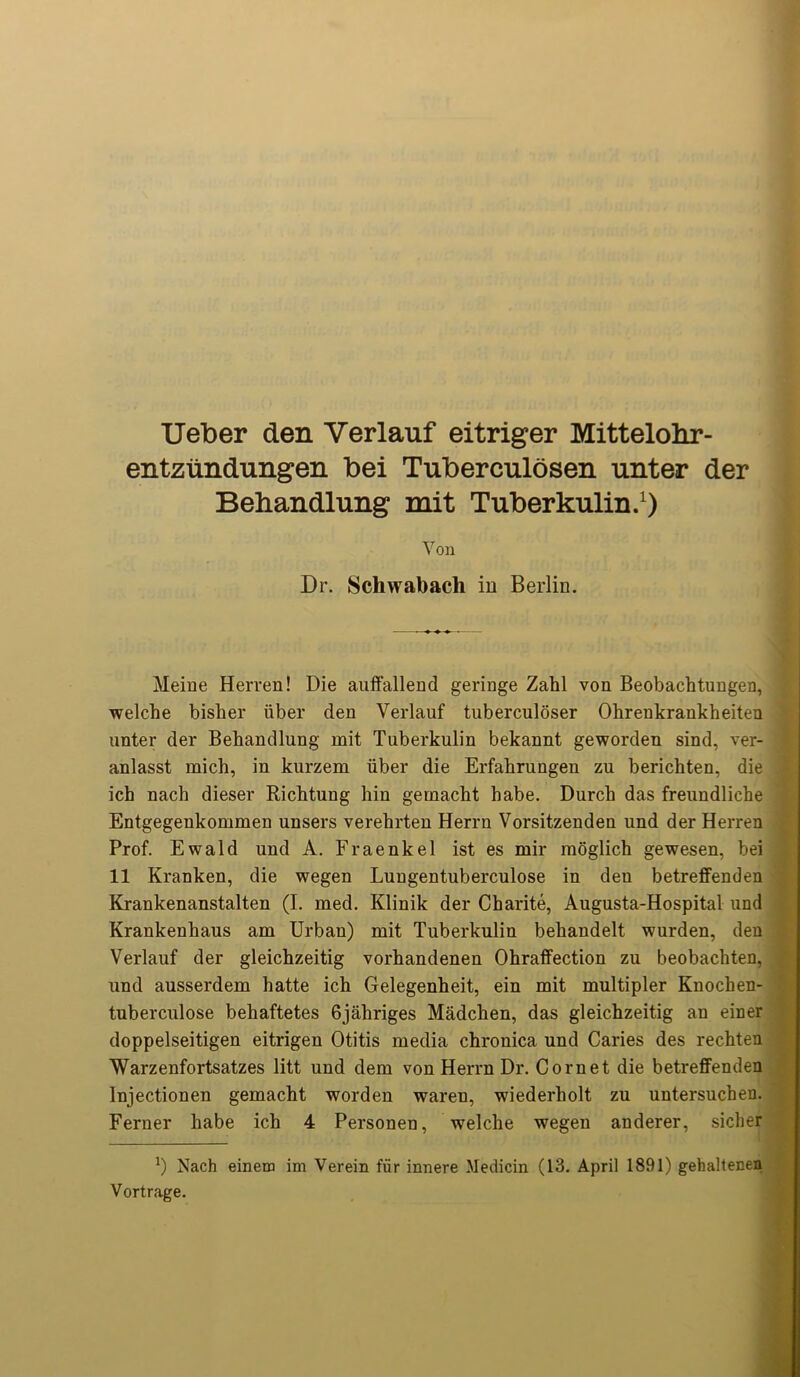 Ueber den Verlauf eitriger Mittelohr-
entzündungen bei Tuberculösen unter der
Behandlung mit Tuberkulin.¹)
Von
Dr. Schwabach in Berlin.
Meine Herren! Die auffallend geringe Zahl von Beobachtungen,
welche bisher über den Verlauf tuberculöser Ohrenkrankheiten
unter der Behandlung mit Tuberkulin bekannt geworden sind, ver-
anlasst mich, in kurzem über die Erfahrungen zu berichten, die
ich nach dieser Richtung hin gemacht habe. Durch das freundliche
Entgegenkommen unsers verehrten Herrn Vorsitzenden und der Herren
Prof. Ewald und A. Fraenkel ist es mir möglich gewesen, bei
11 Kranken, die wegen Lungentuberculose in den betreffenden
Krankenanstalten (I. med. Klinik der Charité, Augusta-Hospital und
Krankenhaus am Urban) mit Tuberkulin behandelt wurden, den
Verlauf der gleichzeitig vorhandenen Ohraffection zu beobachten,
und ausserdem hatte ich Gelegenheit, ein mit multipler Knochen-
tuberculose behaftetes 6jähriges Mädchen, das gleichzeitig an einer
doppelseitigen eitrigen Otitis media chronica und Caries des rechten
Warzenfortsatzes litt und dem von Herrn Dr. Cornet die betreffenden
Injectionen gemacht worden waren, wiederholt zu untersuchen.
Ferner habe ich 4 Personen, welche wegen anderer, sicher
¹) Nach einem im Verein für innere Medicin (13. April 1891) gehaltenen
Vortrage.